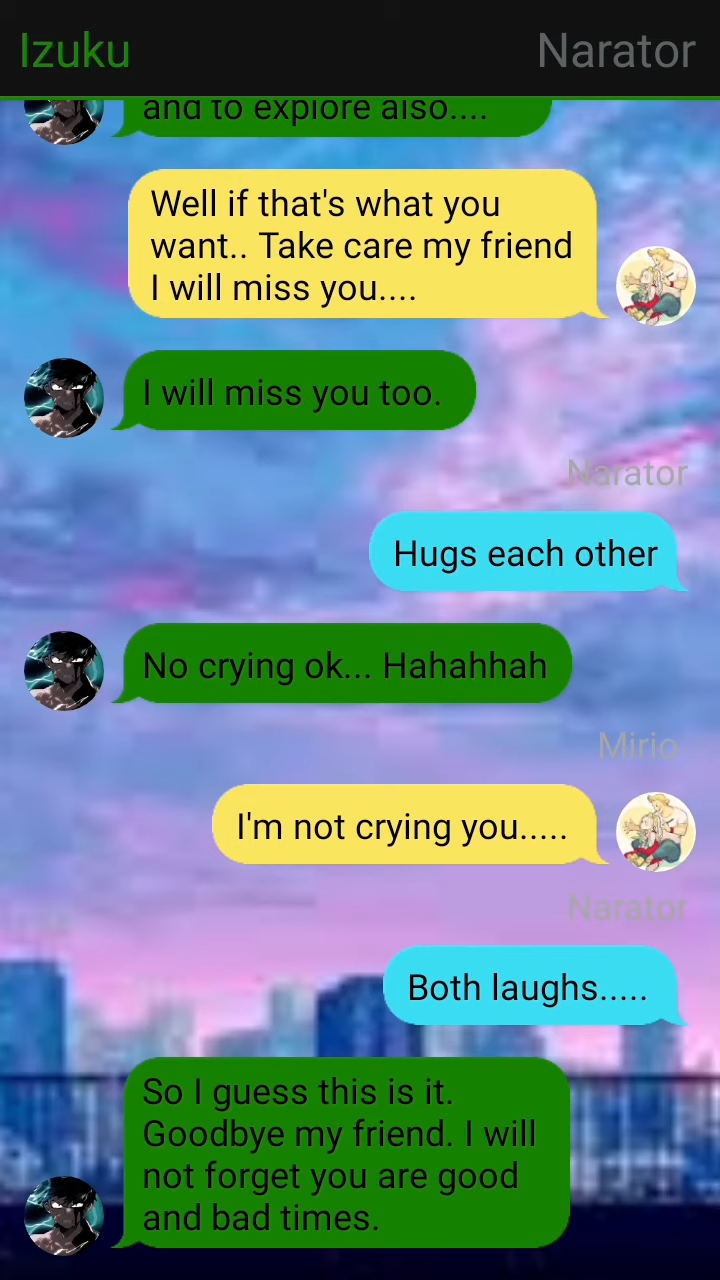 Izuku
Narator
and to explore also....
Well if that's what you
want.. Take care my friend
I will miss you....
I will miss you too.
Narator
Hugs each other
No crying ok... Hahahhah
Mirio
I'm not crying you.....
Narator
Both laughs.....
So I guess this is it.
Goodbye my friend. I will
not forget you are good
and bad times.